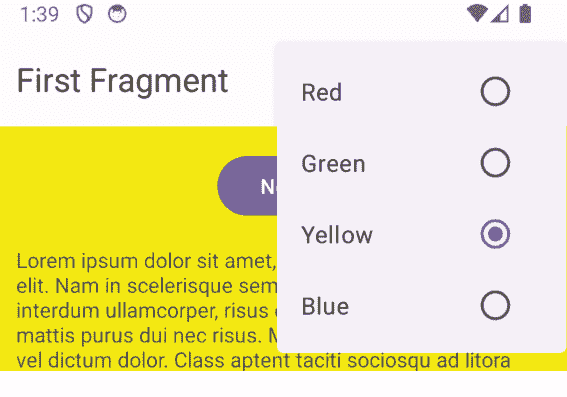 1:39
First Fragment
Red
Green
Yellow
Blue
Lorem ipsum dolor sit amet,
elit. Nam in scelerisque sem
interdum ullamcorper, risus
mattis purus dui nec risus.
vel dictum dolor. Class aptent taciti sociosqu ad litora